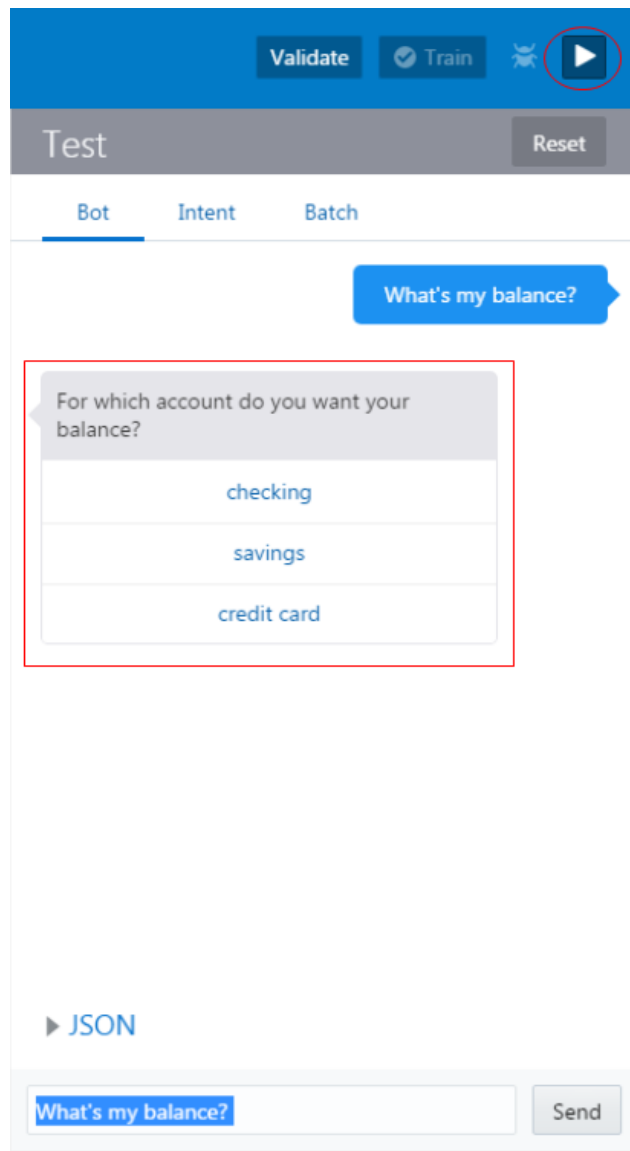 Validate Train
Test Reset
Bot Intent Batch
What's my balance?
For which account do you want your
balance?
checking
savings
credit card
JSON
What's my balance? Send